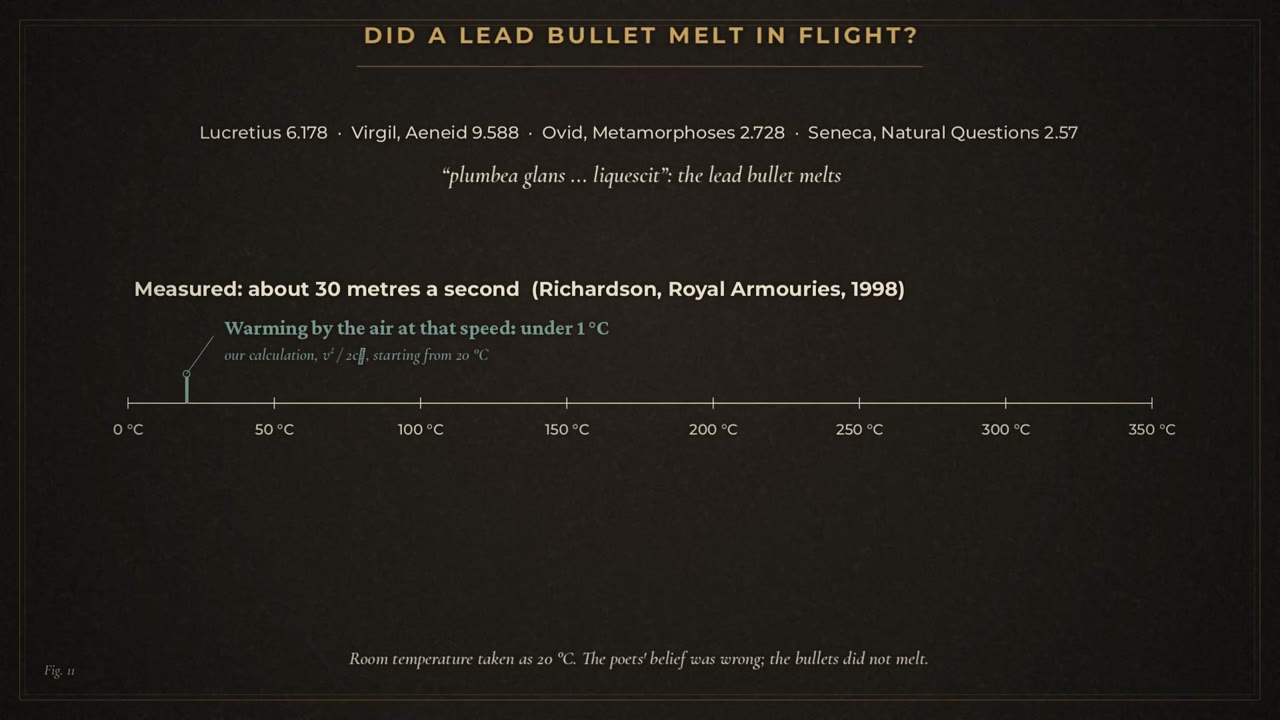 DID A LEAD BULLET MELT IN FLIGHT?
Lucretius 6.178 · Virgil, Aeneid 9.588 · Ovid, Metamorphoses 2.728 · Seneca, Natural Questions 2.57
“plumbea glans ... liquescit”: the lead bullet melts
Measured: about 30 metres a second (Richardson, Royal Armouries, 1998)
Warming by the air at that speed: under 1 °C
our calculation, v² / 2c, starting from 20 °C
0 °C 50 °C 100 °C 150 °C 200 °C 250 °C 300 °C 350 °C
Room temperature taken as 20 °C. The poets' belief was wrong; the bullets did not melt.
Fig. 11